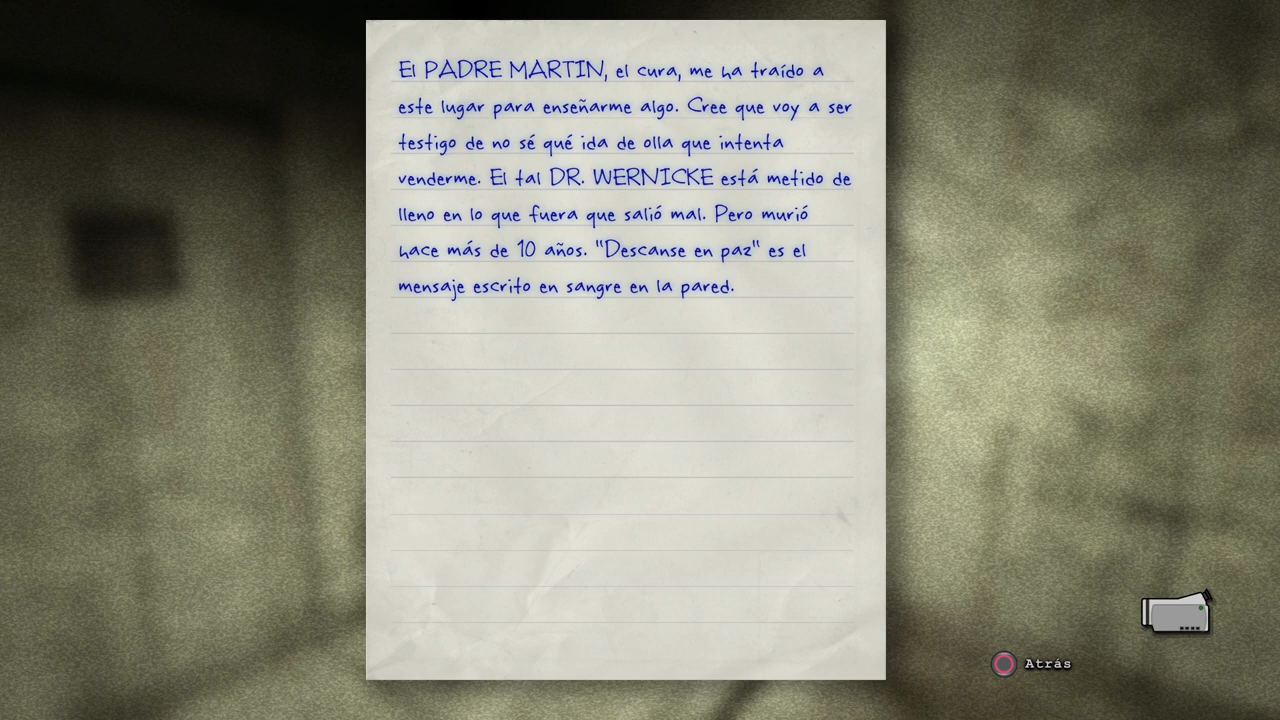 El PADRE MARTIN, el cura, me ha traído a
este lugar para enseñarme algo. Cree que voy a ser
testigo de no sé qué ida de olla que intenta
venderme. El tal DR. WERNICKE está metido de
lleno en lo que fuera que salió mal. Pero murió
hace más de 10 años. "Descanse en paz" es el
mensaje escrito en sangre en la pared.
Atrás